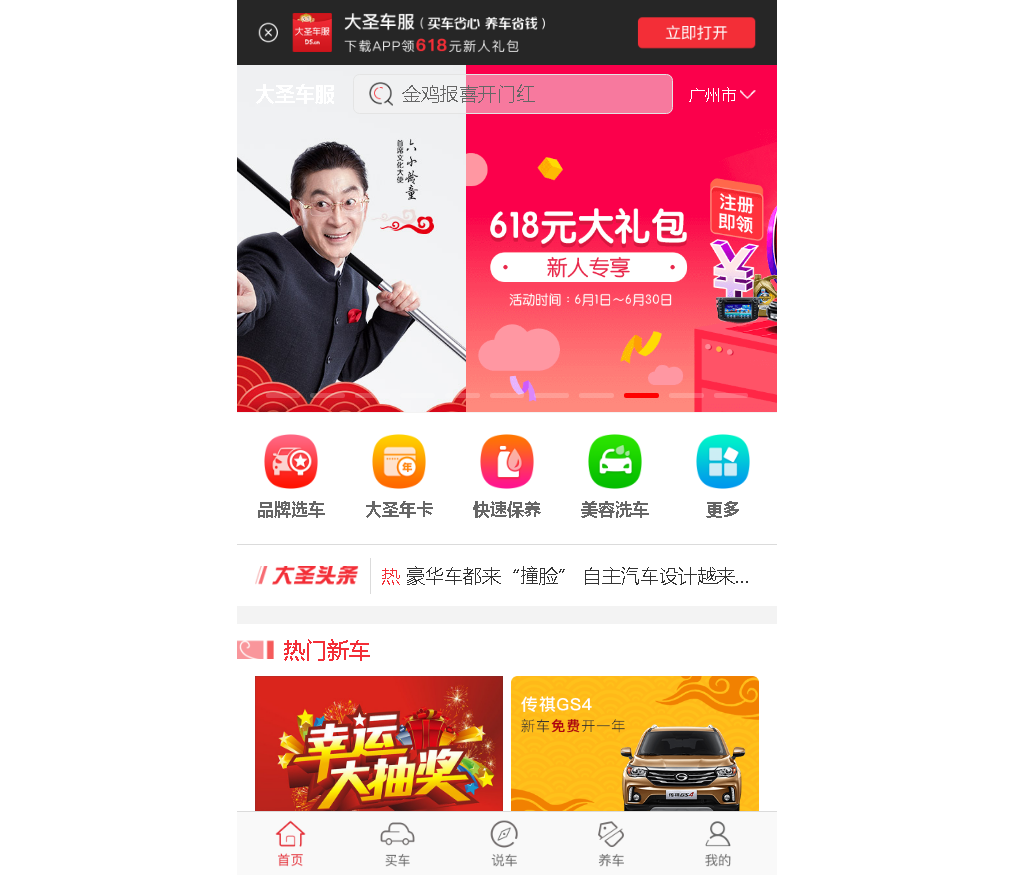 大圣车服
DS.cn
大圣车服(买车省心 养车省钱)
下载APP领618元新人礼包
立即打开
大圣车服
金鸡报喜开门红
广州市
六小龄童
首席文化大使
618元大礼包
新人专享
活动时间：6月1日～6月30日
注册
即领
¥
品牌选车
年
大圣年卡
快速保养
美容洗车
更多
大圣头条
热 豪华车都来“撞脸” 自主汽车设计越来...
热门新车
幸运
大抽奖
传祺GS4
新车免费开一年
传祺GS4
首页
买车
说车
养车
我的